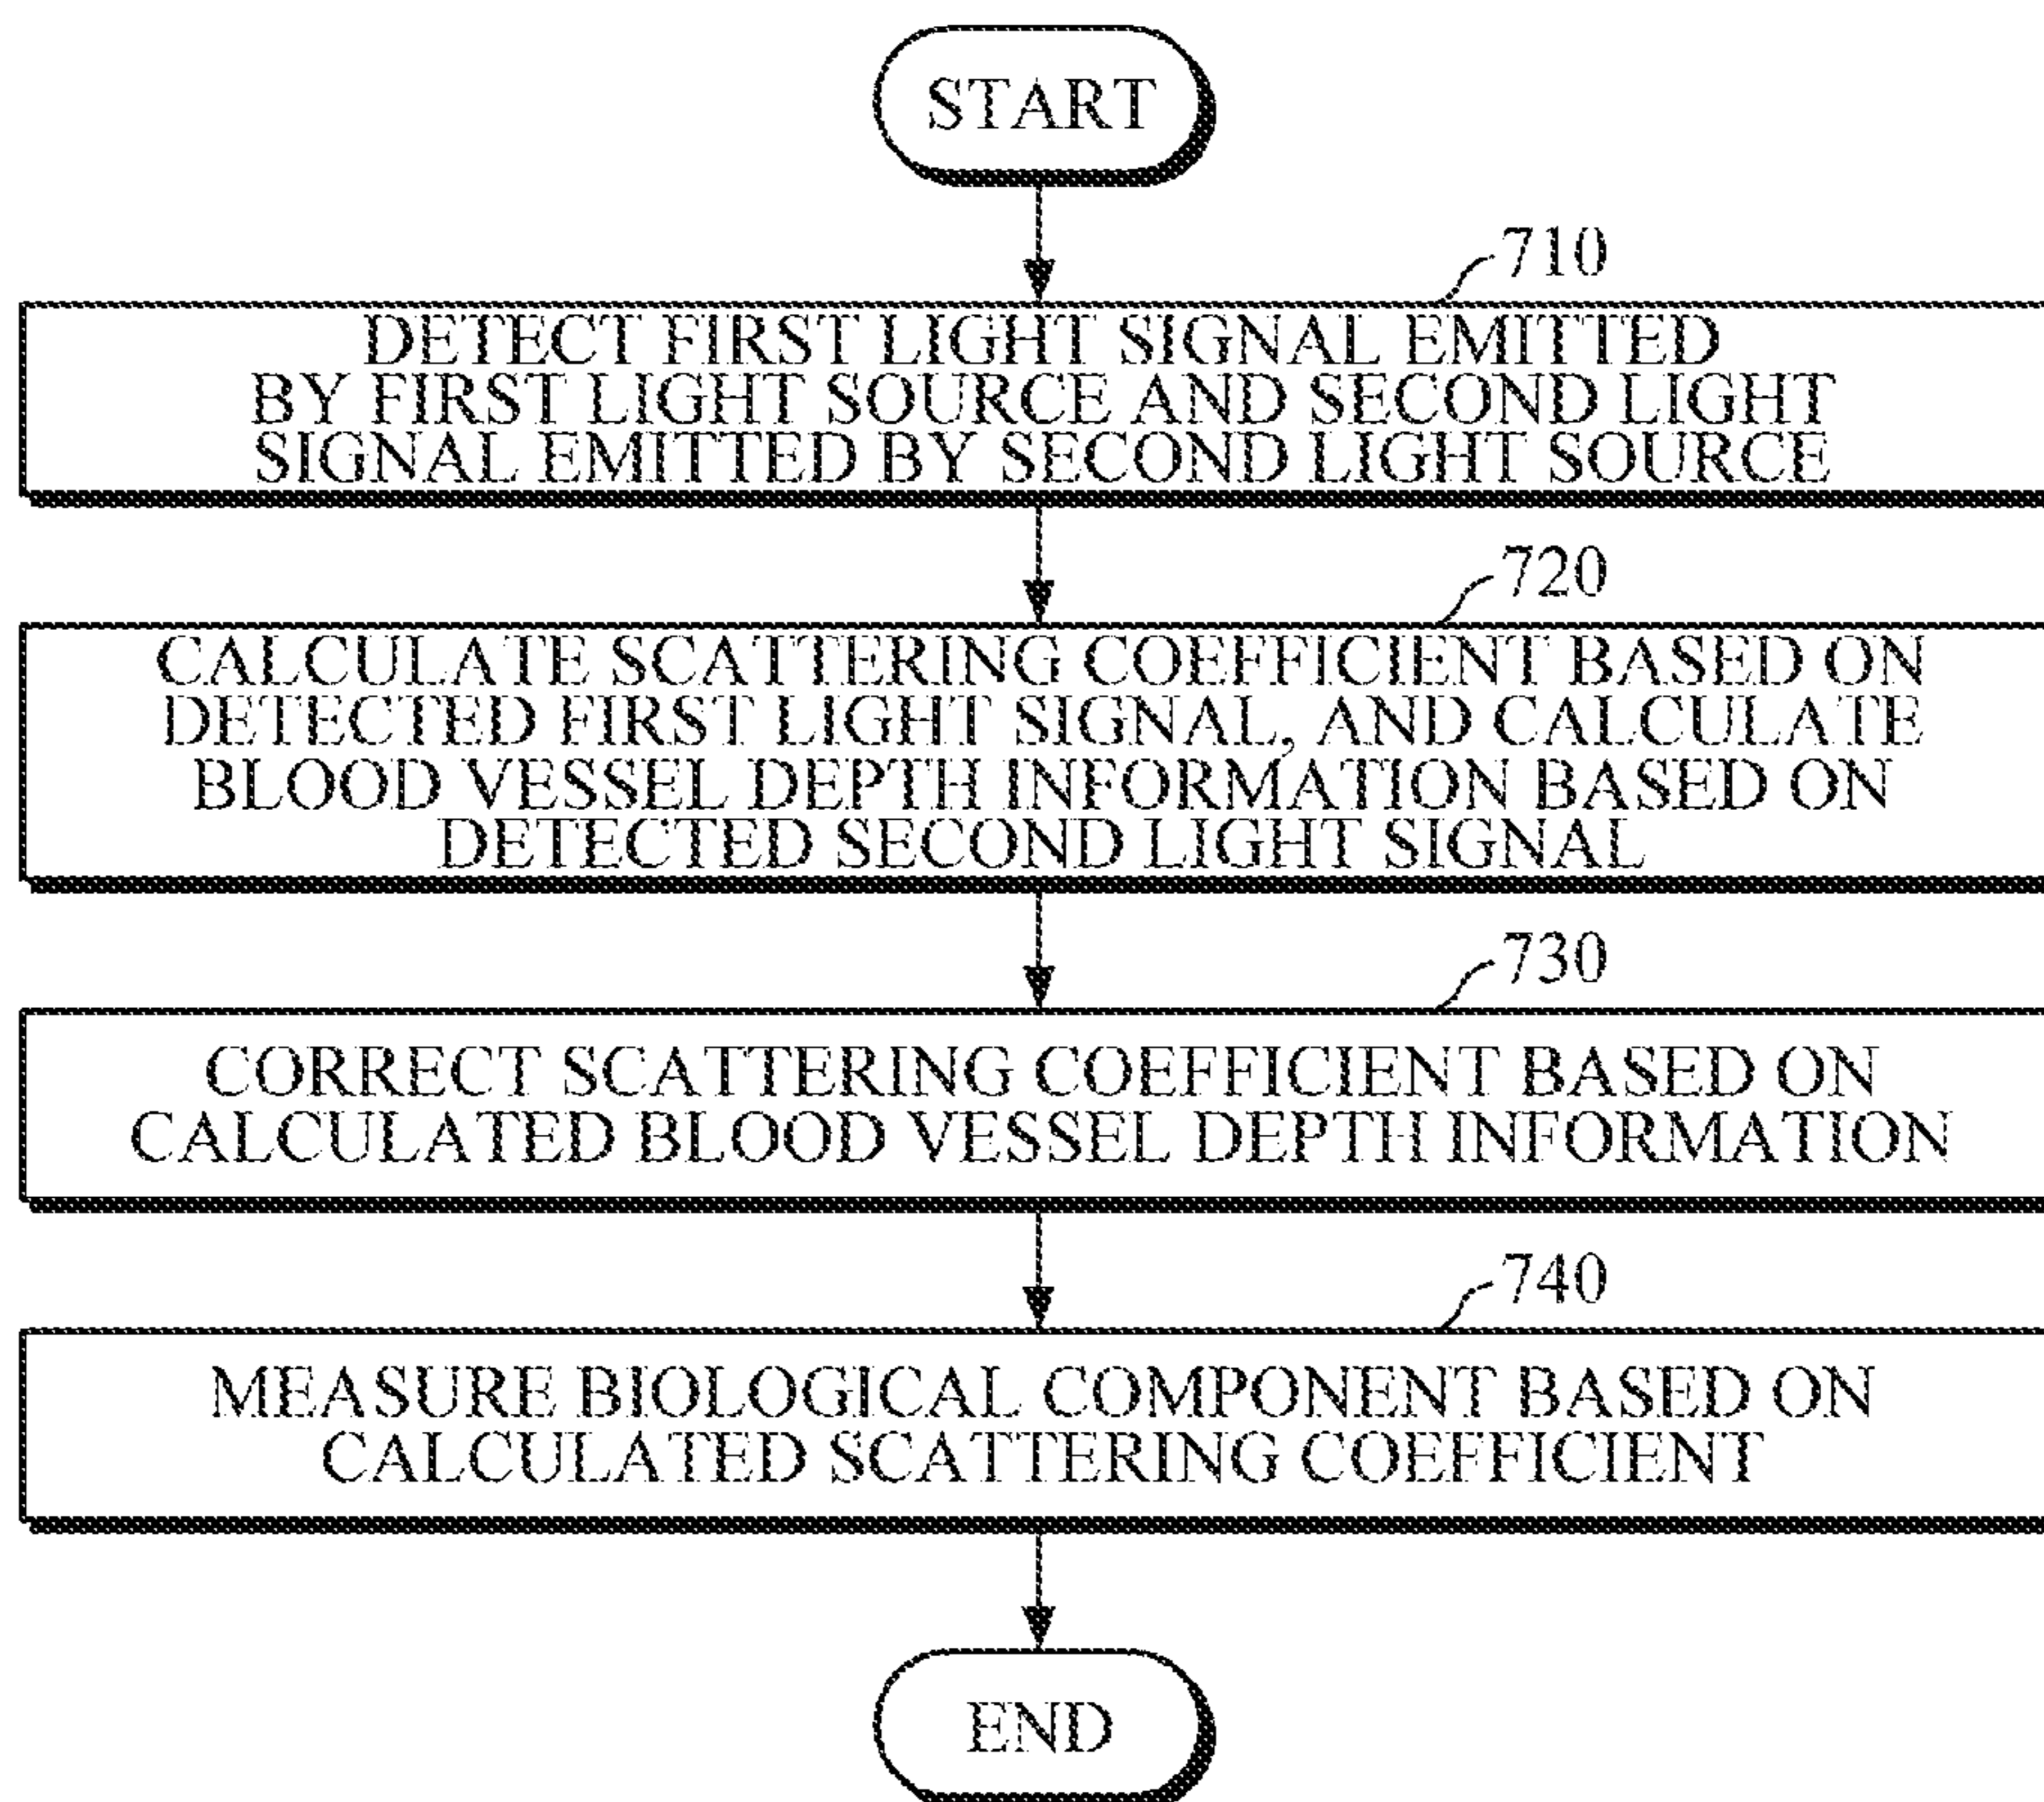 START
710
DETECT FIRST LIGHT SIGNAL EMITTED
BY FIRST LIGHT SOURCE AND SECOND LIGHT
SIGNAL EMITTED BY SECOND LIGHT SOURCE
720
CALCULATE SCATTERING COEFFICIENT BASED ON
DETECTED FIRST LIGHT SIGNAL, AND CALCULATE
BLOOD VESSEL DEPTH INFORMATION BASED ON
DETECTED SECOND LIGHT SIGNAL
730
CORRECT SCATTERING COEFFICIENT BASED ON
CALCULATED BLOOD VESSEL DEPTH INFORMATION
740
MEASURE BIOLOGICAL COMPONENT BASED ON
CALCULATED SCATTERING COEFFICIENT
END